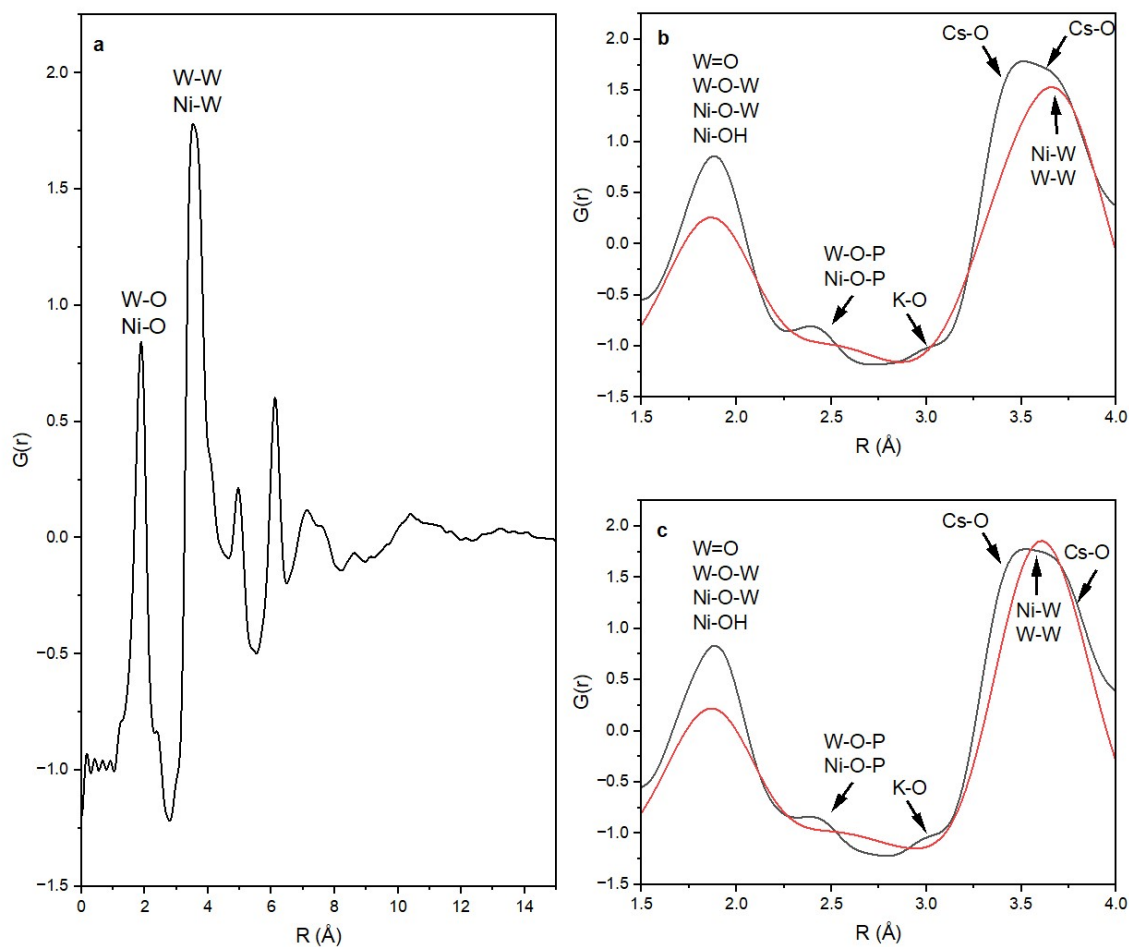 a
W-W
Ni-W
W-O
Ni-O
2.0
1.5
1.0
0.5
0.0
−0.5
−1.0
−1.5
G(r)
0 2 4 6 8 10 12 14
R (Å)
b
Cs-O
Cs-O
W=O
W-O-W
Ni-O-W
Ni-OH
Ni-W
W-W
W-O-P
Ni-O-P
K-O
2.0
1.5
1.0
0.5
0.0
−0.5
−1.0
−1.5
G(r)
1.5 2.0 2.5 3.0 3.5 4.0
R (Å)
c
Cs-O
Cs-O
W=O
W-O-W
Ni-O-W
Ni-OH
Ni-W
W-W
W-O-P
Ni-O-P
K-O
2.0
1.5
1.0
0.5
0.0
−0.5
−1.0
−1.5
G(r)
1.5 2.0 2.5 3.0 3.5 4.0
R (Å)